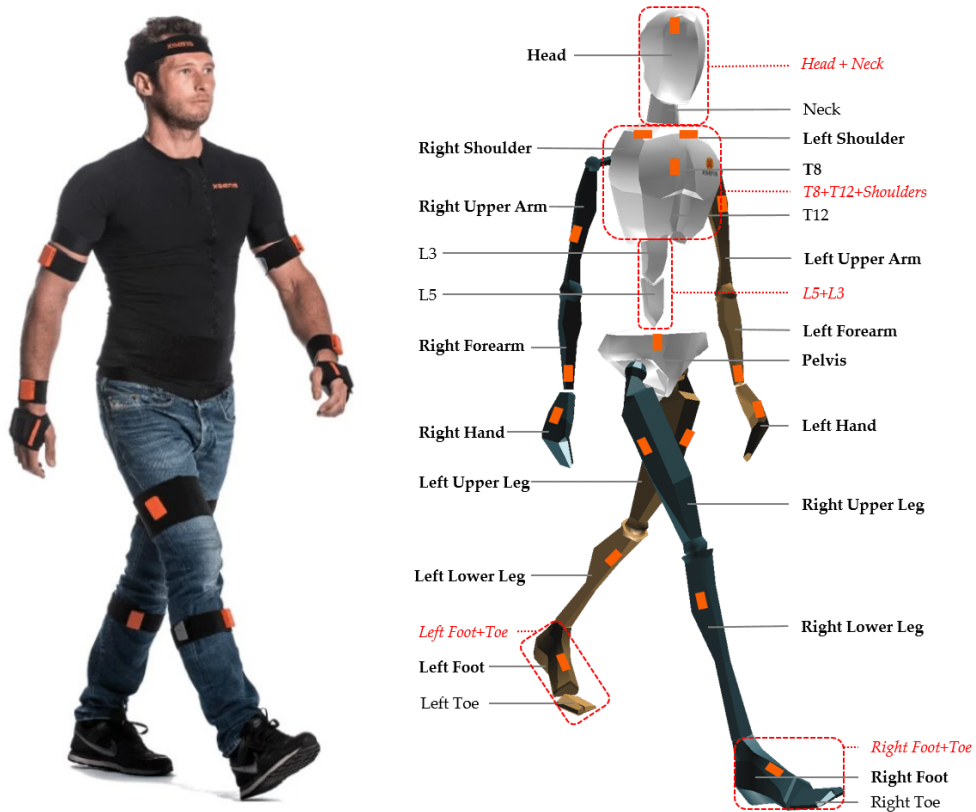 xsens
xsens
Head
Head + Neck
Neck
Right Shoulder
Left Shoulder
T8
xsens
T8+T12+Shoulders
Right Upper Arm
T12
L3
Left Upper Arm
L5
L5+L3
Left Forearm
Right Forearm
Pelvis
Right Hand
Left Hand
Left Upper Leg
Right Upper Leg
Left Lower Leg
Right Lower Leg
Left Foot+Toe
Left Foot
Left Toe
Right Foot+Toe
Right Foot
Right Toe